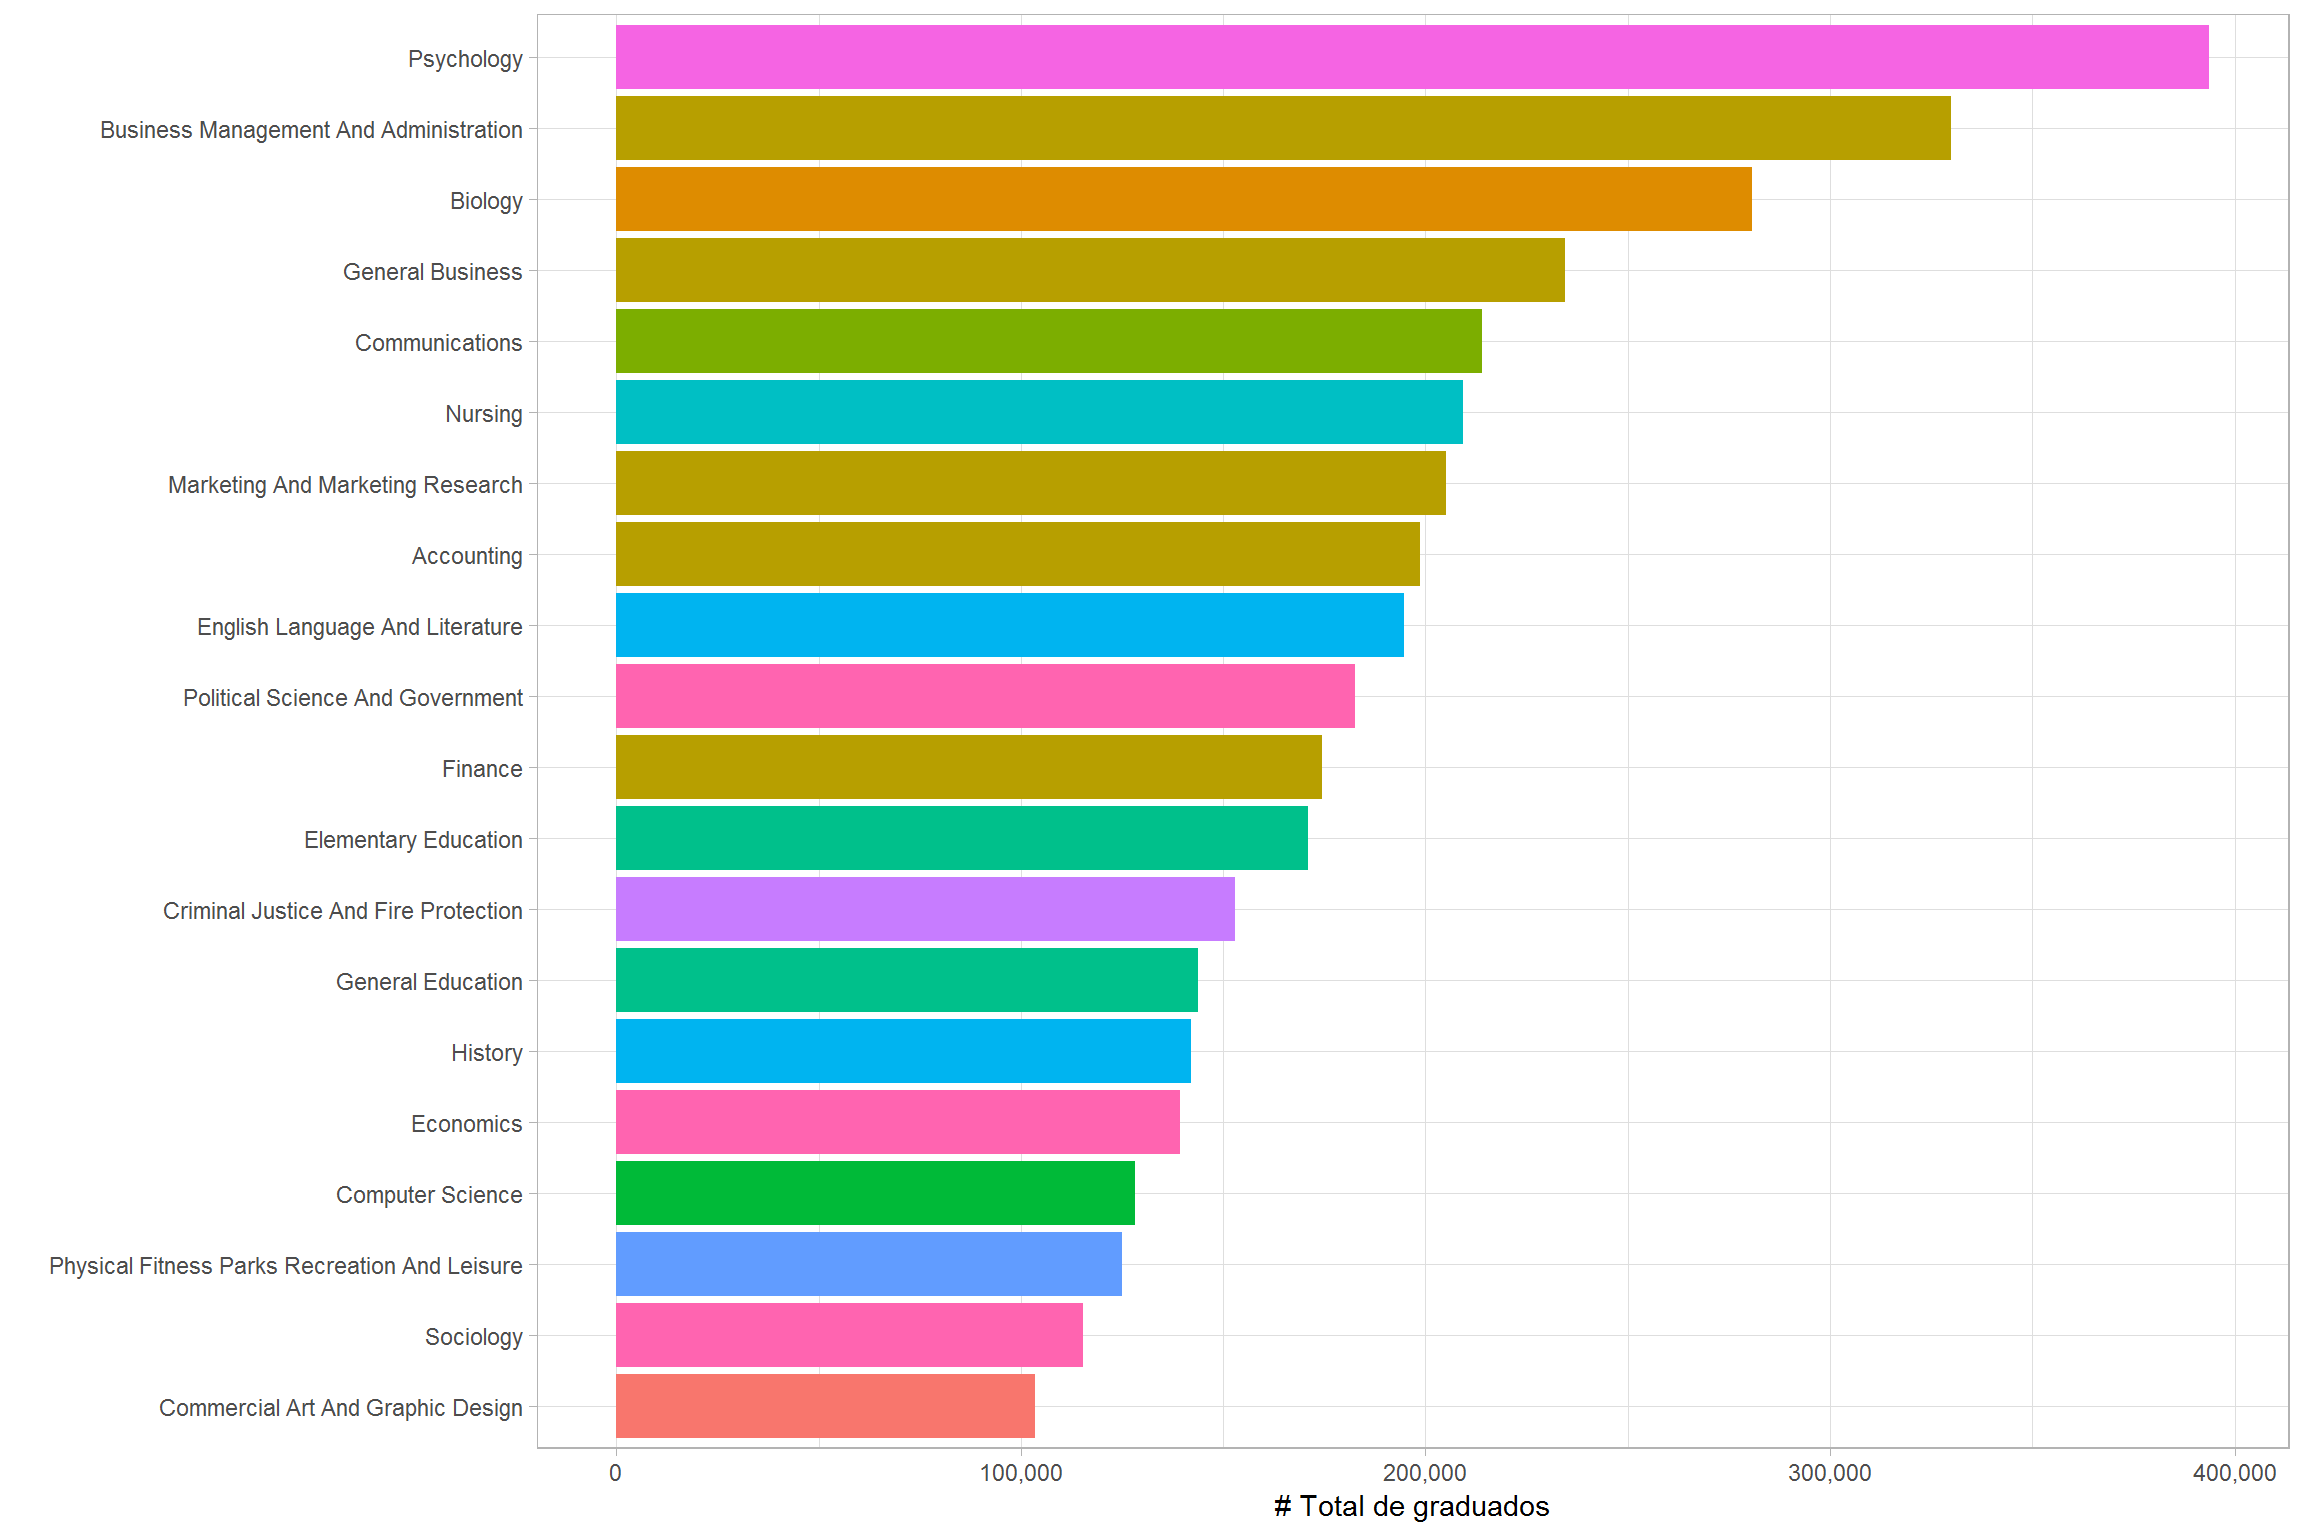 Psychology
Business Management And Administration
Biology
General Business
Communications
Nursing
Marketing And Marketing Research
Accounting
English Language And Literature
Political Science And Government
Finance
Elementary Education
Criminal Justice And Fire Protection
General Education
History
Economics
Computer Science
Physical Fitness Parks Recreation And Leisure
Sociology
Commercial Art And Graphic Design
0 100,000 200,000 300,000 400,000
# Total de graduados